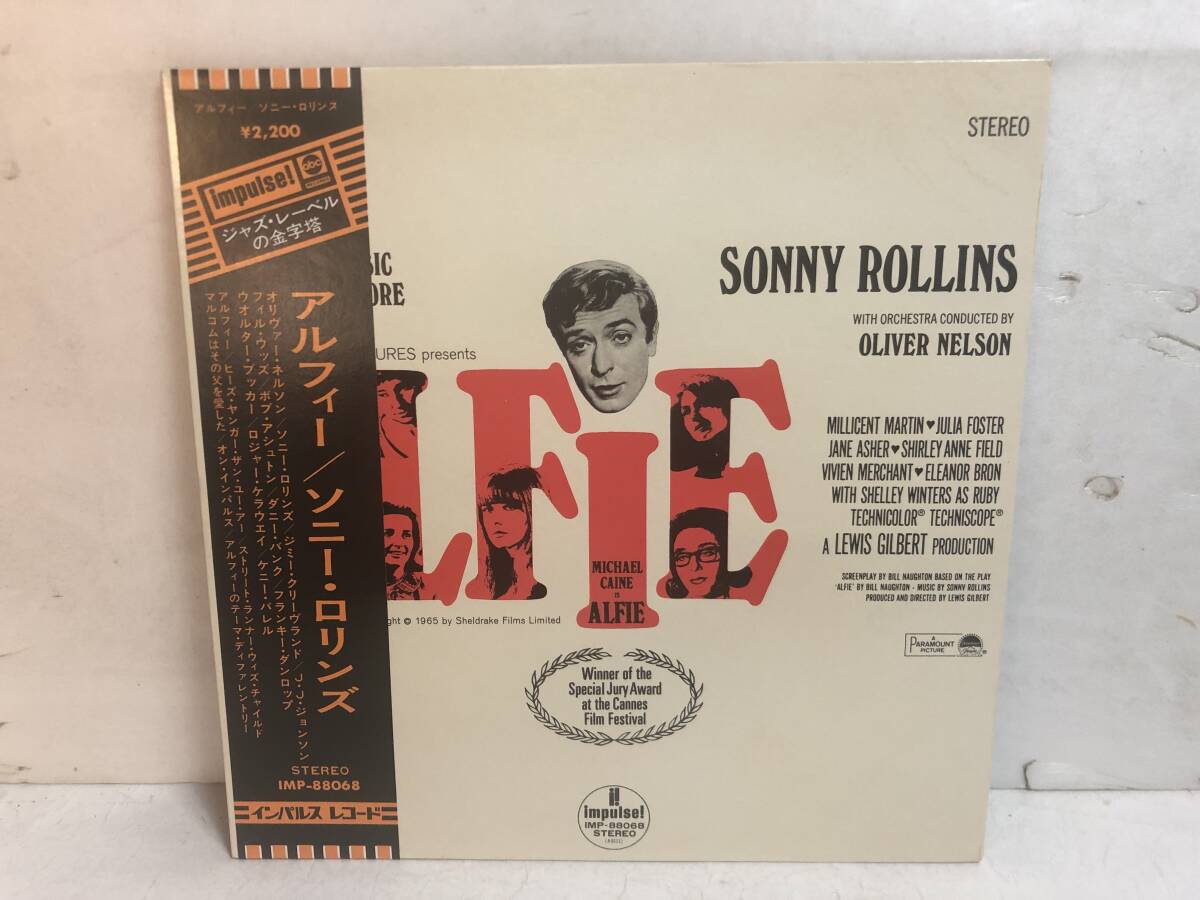 アルフィー ソニー・ロリンズ
¥2,200
impulse!
abc
ジャズ・レーベル
の金字塔
アルフィー/ソニー・ロリンズ
オリヴァー・ネルソン/ソニー・ロリンズ/ジミー・クリーヴランド/J・J・ジョンソン
フィル・ウッズ/ボブ・アシュトン/ダニー・バンク/フランキー・ダンロップ
ウオルター・ブッカー/ロジャー・ケラウエイ/ケニー・バレル
アルフィー/ヒーズ・ヤンガー・ザン・ユー・アー/ストリート・ランナー・ウィズ・チャイルド
マルコムはその父を愛した/オン・インパルス/アルフィーのテーマ・ディファレントリー
STEREO
IMP-88068
インパルス レコード
STEREO
SIC
ORE
SONNY ROLLINS
WITH ORCHESTRA CONDUCTED BY
OLIVER NELSON
URES presents
LFIE
MICHAEL
CAINE
is
ALFIE
MILLICENT MARTIN♥JULIA FOSTER
JANE ASHER♥SHIRLEY ANNE FIELD
VIVIEN MERCHANT♥ELEANOR BRON
WITH SHELLEY WINTERS AS RUBY
TECHNICOLOR® TECHNISCOPE®
A LEWIS GILBERT PRODUCTION
SCREENPLAY BY BILL NAUGHTON BASED ON THE PLAY
'ALFIE' BY BILL NAUGHTON - MUSIC BY SONNY ROLLINS
PRODUCED AND DIRECTED BY LEWIS GILBERT
ght © 1965 by Sheldrake Films Limited
A
PARAMOUNT
PICTURE
Winner of the
Special Jury Award
at the Cannes
Film Festival
impulse!
IMP-88068
STEREO